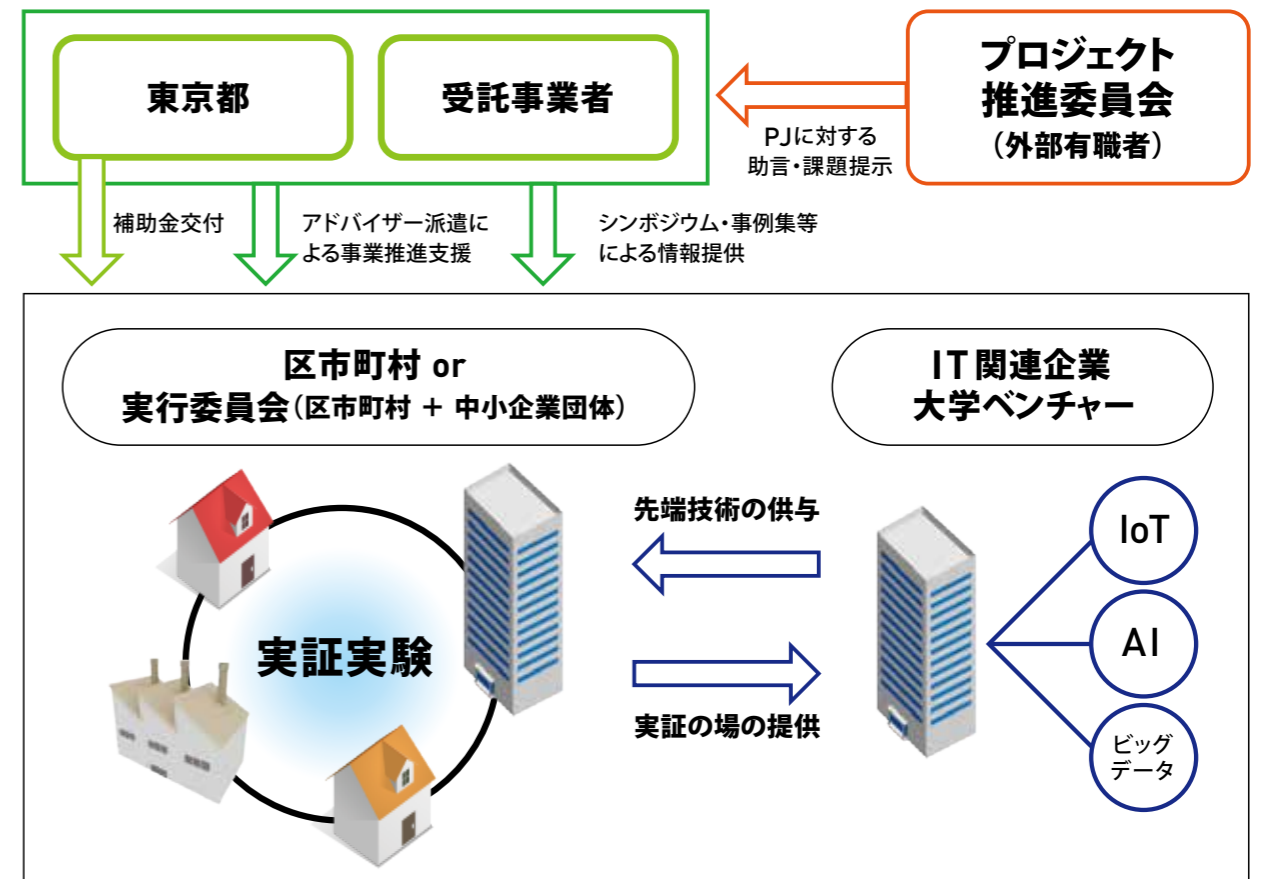 東京都
受託事業者
プロジェクト
推進委員会
（外部有職者）
PJに対する
助言・課題提示
補助金交付
アドバイザー派遣に
よる事業推進支援
シンボジウム・事例集等
による情報提供
区市町村 or
実行委員会（区市町村 ＋ 中小企業団体）
IT関連企業
大学ベンチャー
先端技術の供与
実証実験
実証の場の提供
IoT
AI
ビッグ
データ